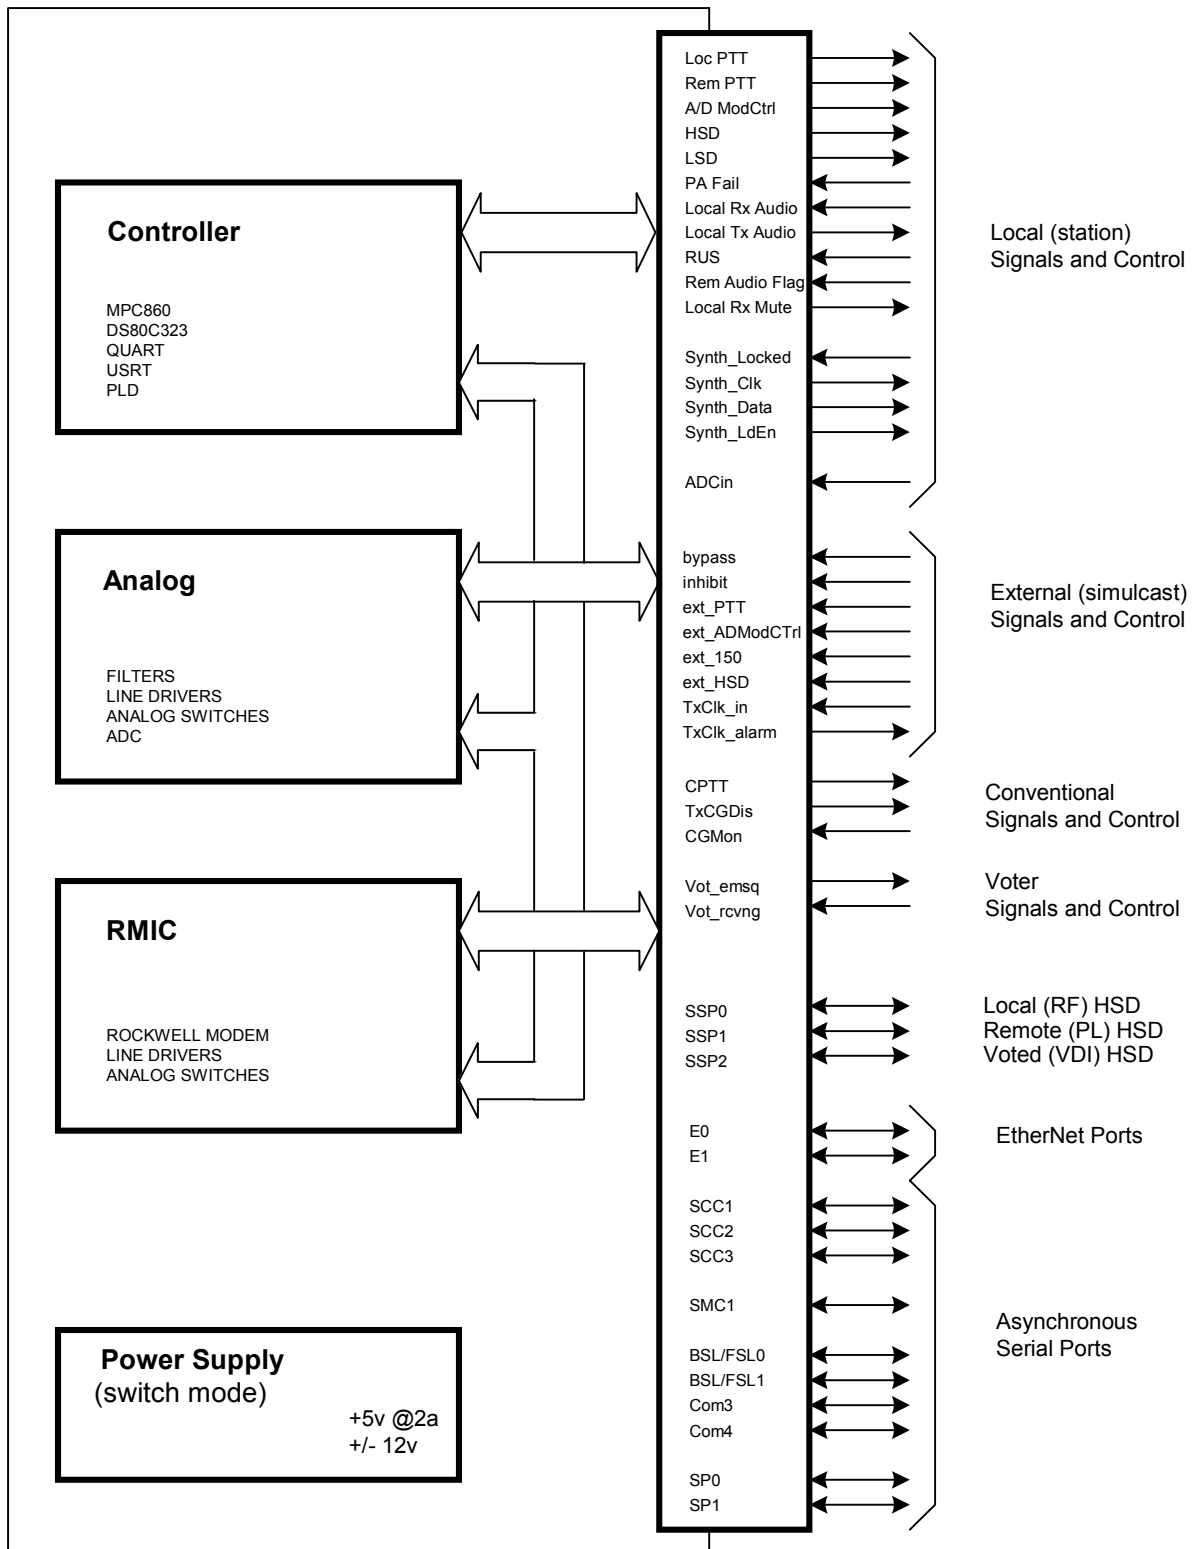 Controller
MPC860
DS80C323
QUART
USRT
PLD
Analog
FILTERS
LINE DRIVERS
ANALOG SWITCHES
ADC
RMIC
ROCKWELL MODEM
LINE DRIVERS
ANALOG SWITCHES
Power Supply
(switch mode)
+5v @2a
+/- 12v
Loc PTT
Rem PTT
A/D ModCtrl
HSD
LSD
PA Fail
Local Rx Audio
Local Tx Audio
RUS
Rem Audio Flag
Local Rx Mute
Synth_Locked
Synth_Clk
Synth_Data
Synth_LdEn
ADCin
Local (station)
Signals and Control
bypass
inhibit
ext_PTT
ext_ADModCTrl
ext_150
ext_HSD
TxClk_in
TxClk_alarm
External (simulcast)
Signals and Control
CPTT
TxCGDis
CGMon
Conventional
Signals and Control
Vot_emsq
Vot_rcvng
Voter
Signals and Control
SSP0
SSP1
SSP2
Local (RF) HSD
Remote (PL) HSD
Voted (VDI) HSD
E0
E1
EtherNet Ports
SCC1
SCC2
SCC3
SMC1
BSL/FSL0
BSL/FSL1
Com3
Com4
SP0
SP1
Asynchronous
Serial Ports